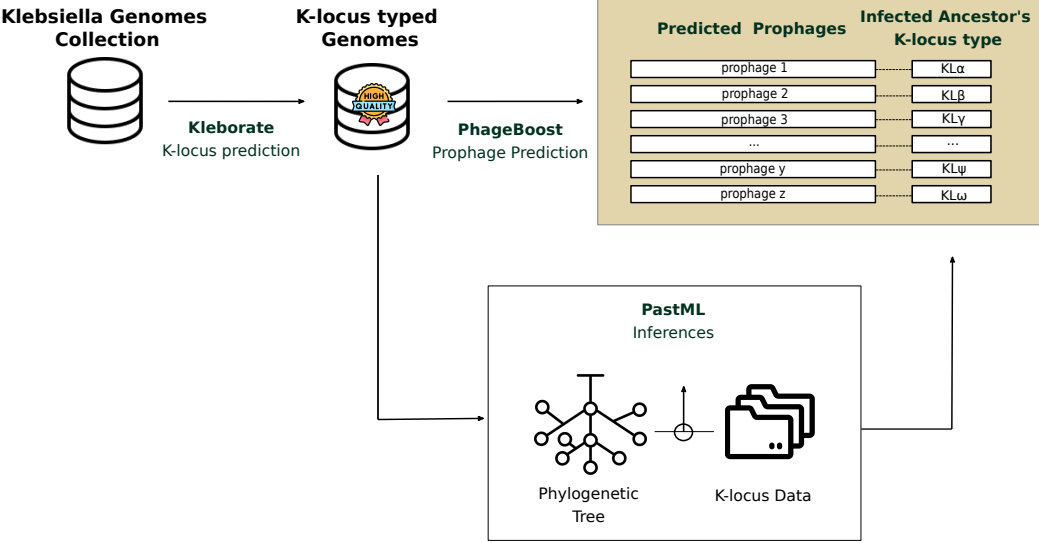 Klebsiella Genomes
Collection
K-locus typed
Genomes
HIGH
QUALITY
Kleborate
K-locus prediction
PhageBoost
Prophage Prediction
Predicted Prophages
Infected Ancestor's
K-locus type
prophage 1
KLα
prophage 2
KLβ
prophage 3
KLγ
...
...
prophage y
KLψ
prophage z
KLω
PastML
Inferences
Phylogenetic
Tree
K-locus Data